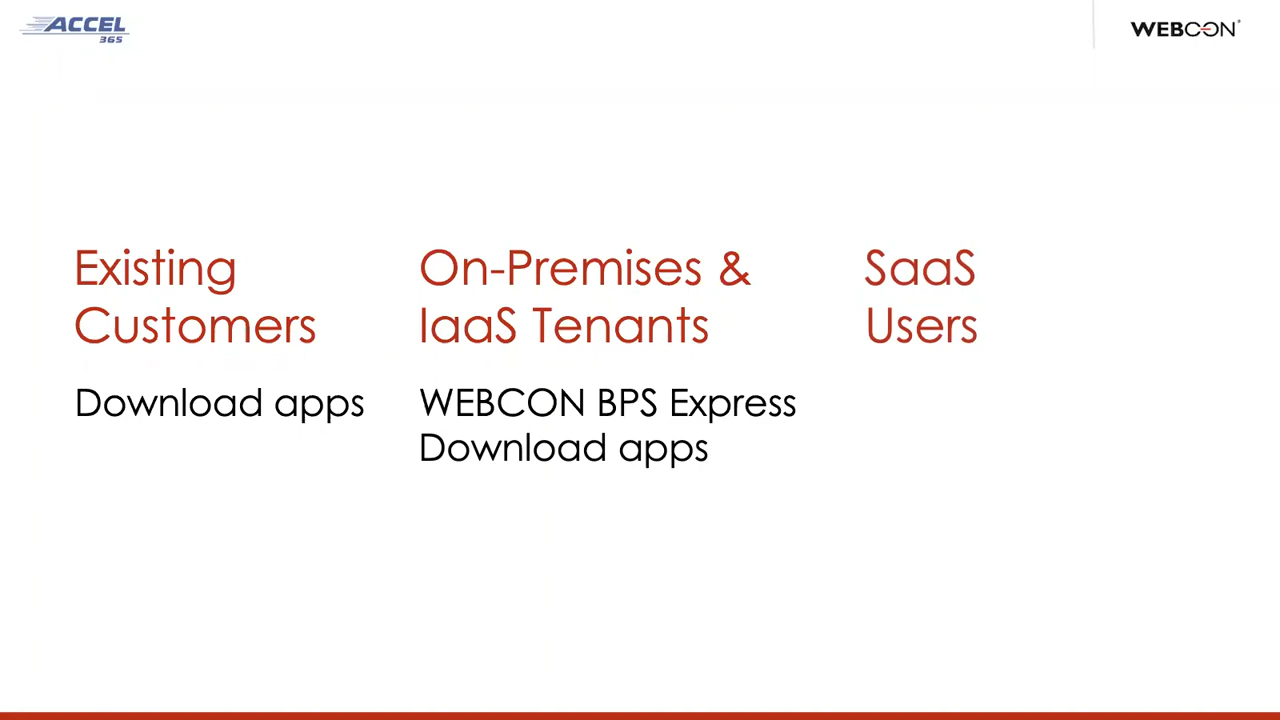 ACCEL
365
WEBCON
Existing
Customers
Download apps
On-Premises &
IaaS Tenants
WEBCON BPS Express
Download apps
SaaS
Users